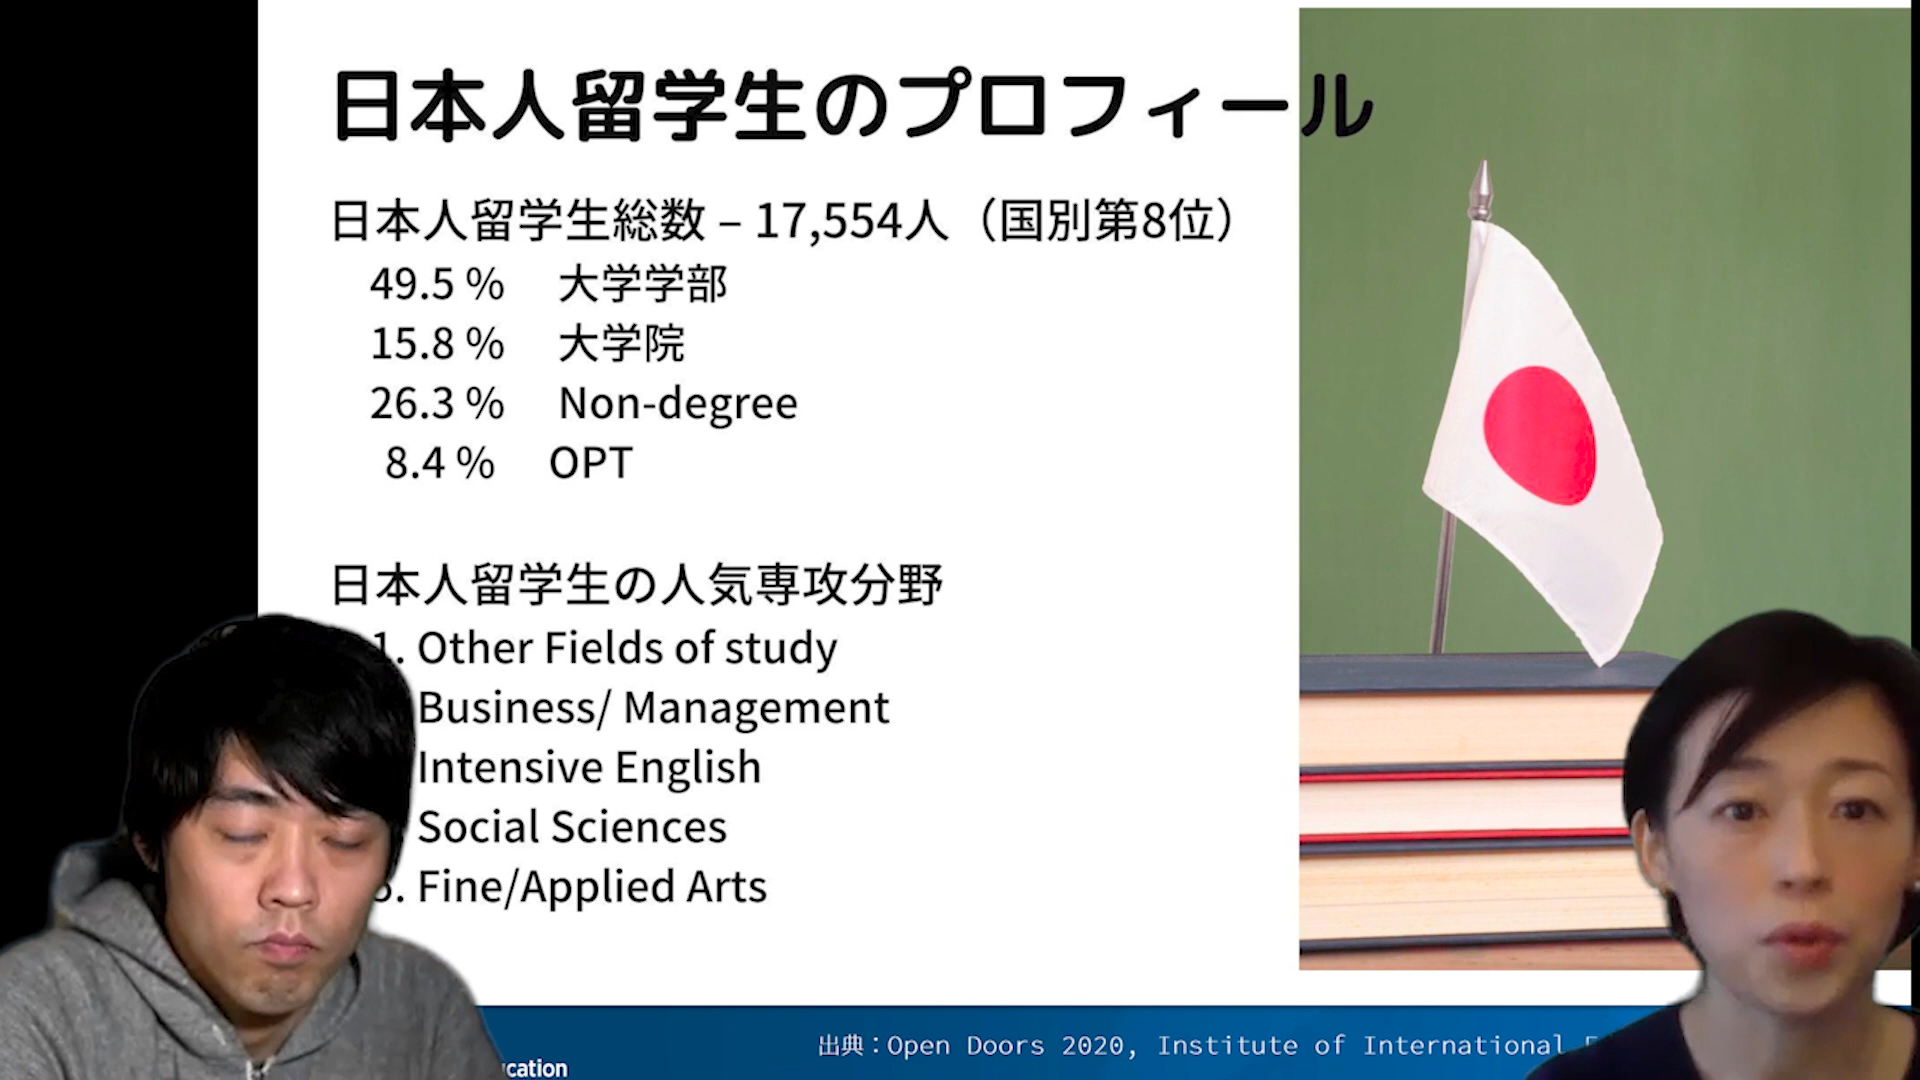 日本人留学生のプロフィール
日本人留学生総数 – 17,554人（国別第8位）
49.5 % 大学学部
15.8 % 大学院
26.3 % Non-degree
8.4 % OPT
日本人留学生の人気専攻分野
1. Other Fields of study
Business/ Management
Intensive English
Social Sciences
5. Fine/Applied Arts
出典：Open Doors 2020, Institute of International